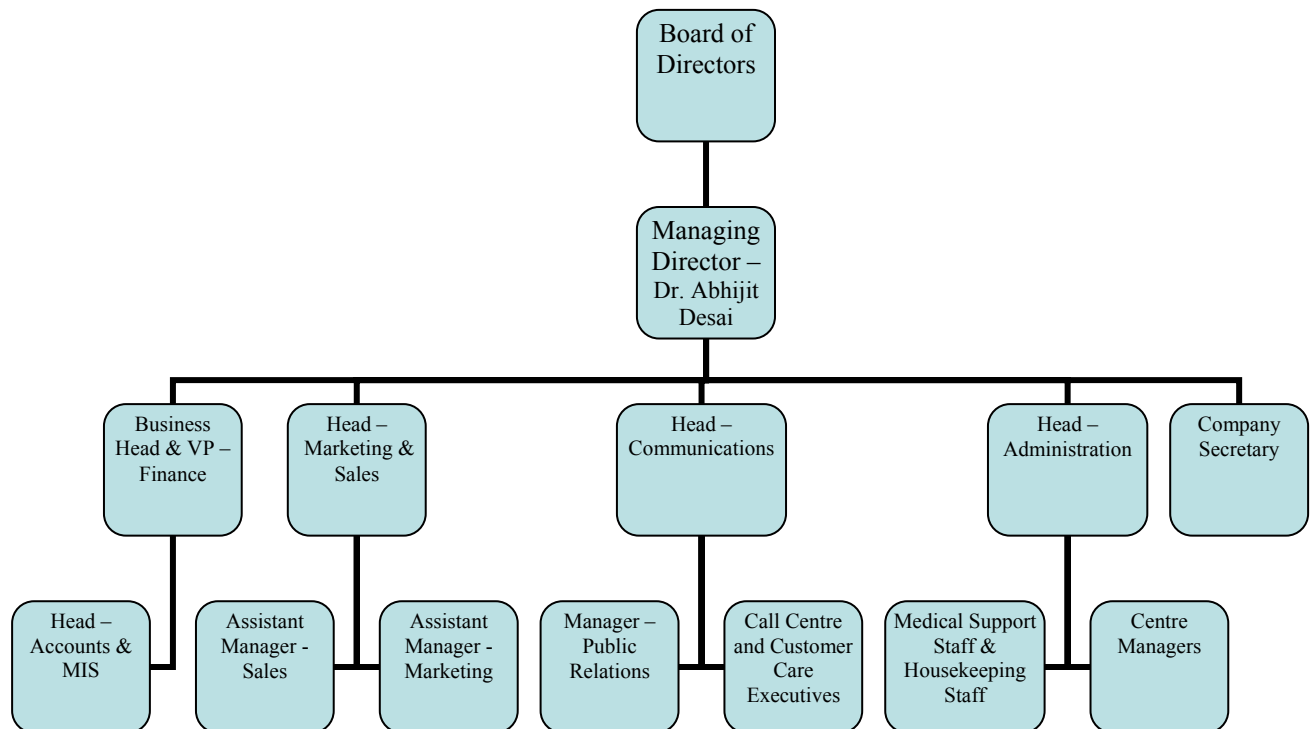 Board of
Directors
Managing
Director –
Dr. Abhijit
Desai
Business
Head & VP –
Finance
Head –
Marketing &
Sales
Head –
Communications
Head –
Administration
Company
Secretary
Head –
Accounts &
MIS
Assistant
Manager -
Sales
Assistant
Manager -
Marketing
Manager –
Public
Relations
Call Centre
and Customer
Care
Executives
Medical Support
Staff &
Housekeeping
Staff
Centre
Managers